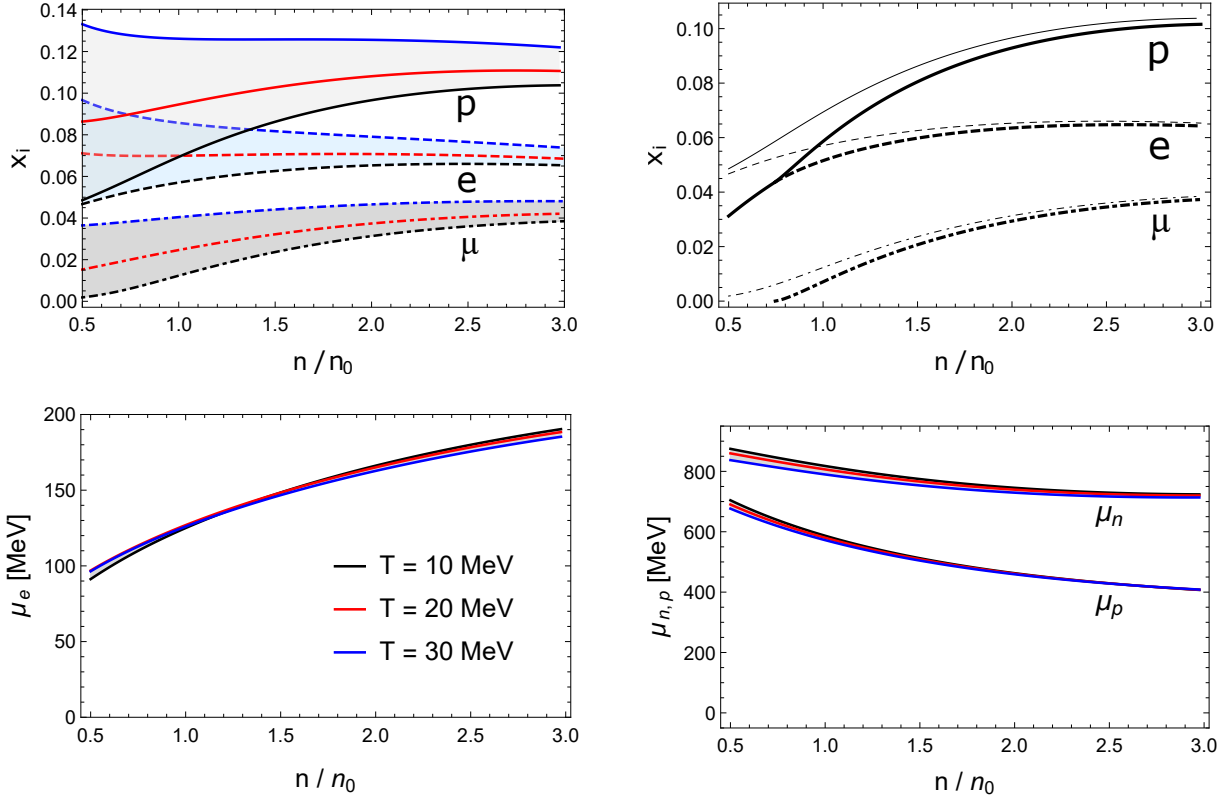 0.14
0.12
0.10
0.08
0.06
0.04
0.02
0.00
x_i
p
e
μ
0.5 1.0 1.5 2.0 2.5 3.0
n / n_0
0.10
0.08
0.06
0.04
0.02
0.00
x_i
p
e
μ
0.5 1.0 1.5 2.0 2.5 3.0
n / n_0
200
150
100
50
0
μ_e [MeV]
T = 10 MeV
T = 20 MeV
T = 30 MeV
0.5 1.0 1.5 2.0 2.5 3.0
n / n_0
800
600
400
200
0
μ_{n, p} [MeV]
μ_n
μ_p
0.5 1.0 1.5 2.0 2.5 3.0
n / n_0